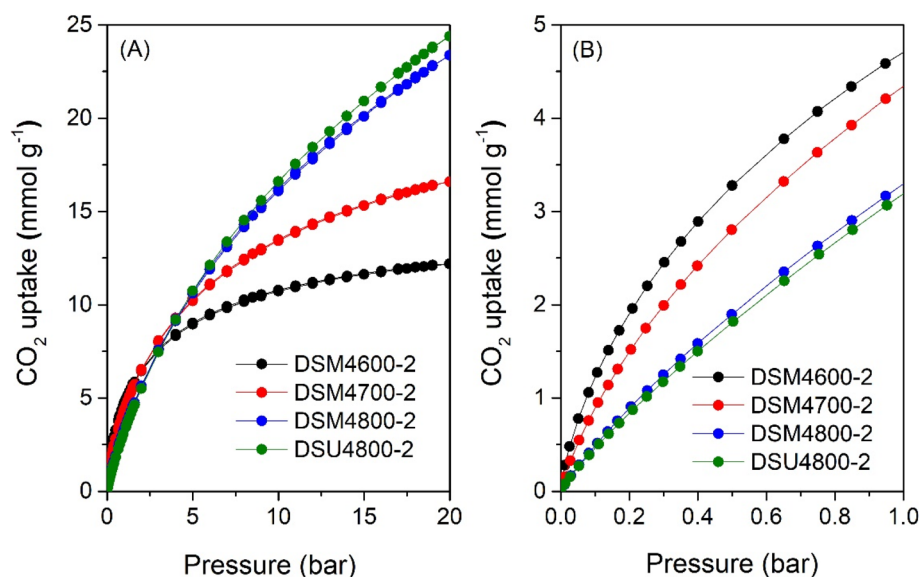 (A)
CO2 uptake (mmol g-1)
25
20
15
10
5
0
DSM4600-2
DSM4700-2
DSM4800-2
DSU4800-2
0 5 10 15 20
Pressure (bar)
(B)
CO2 uptake (mmol g-1)
5
4
3
2
1
0
DSM4600-2
DSM4700-2
DSM4800-2
DSU4800-2
0.0 0.2 0.4 0.6 0.8 1.0
Pressure (bar)